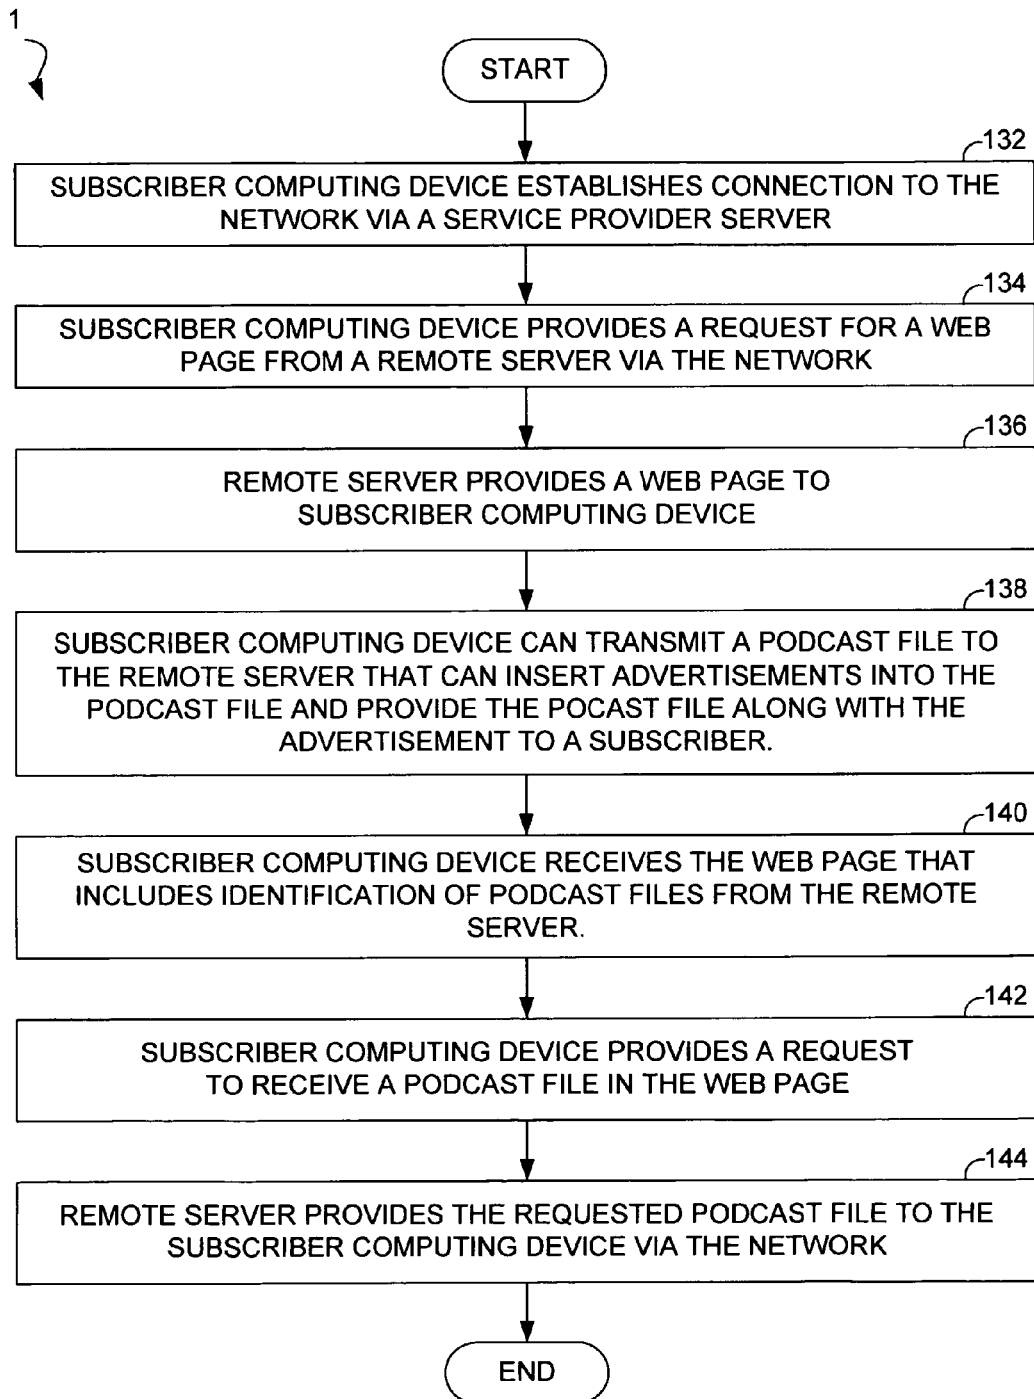 1
START
132
SUBSCRIBER COMPUTING DEVICE ESTABLISHES CONNECTION TO THE
NETWORK VIA A SERVICE PROVIDER SERVER
134
SUBSCRIBER COMPUTING DEVICE PROVIDES A REQUEST FOR A WEB
PAGE FROM A REMOTE SERVER VIA THE NETWORK
136
REMOTE SERVER PROVIDES A WEB PAGE TO
SUBSCRIBER COMPUTING DEVICE
138
SUBSCRIBER COMPUTING DEVICE CAN TRANSMIT A PODCAST FILE TO
THE REMOTE SERVER THAT CAN INSERT ADVERTISEMENTS INTO THE
PODCAST FILE AND PROVIDE THE POCAST FILE ALONG WITH THE
ADVERTISEMENT TO A SUBSCRIBER.
140
SUBSCRIBER COMPUTING DEVICE RECEIVES THE WEB PAGE THAT
INCLUDES IDENTIFICATION OF PODCAST FILES FROM THE REMOTE
SERVER.
142
SUBSCRIBER COMPUTING DEVICE PROVIDES A REQUEST
TO RECEIVE A PODCAST FILE IN THE WEB PAGE
144
REMOTE SERVER PROVIDES THE REQUESTED PODCAST FILE TO THE
SUBSCRIBER COMPUTING DEVICE VIA THE NETWORK
END